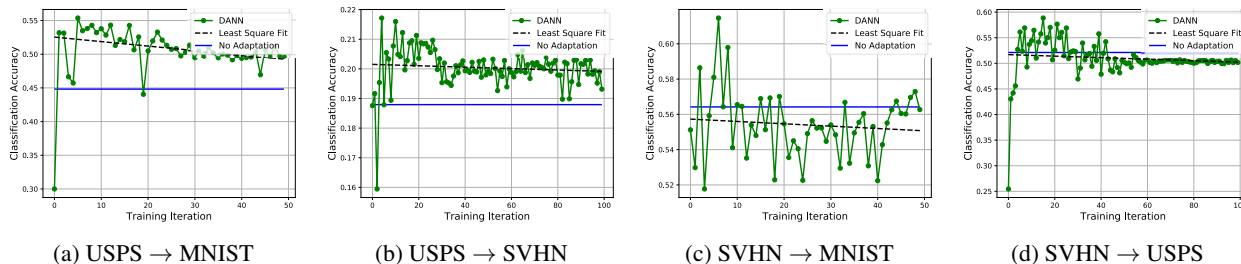 Classification Accuracy
0.55
0.50
0.45
0.40
0.35
0.30
0 10 20 30 40 50
Training Iteration
DANN
Least Square Fit
No Adaptation
(a) USPS → MNIST
Classification Accuracy
0.22
0.21
0.20
0.19
0.18
0.17
0.16
0 20 40 60 80 100
Training Iteration
DANN
Least Square Fit
No Adaptation
(b) USPS → SVHN
Classification Accuracy
0.60
0.58
0.56
0.54
0.52
0 10 20 30 40 50
Training Iteration
DANN
Least Square Fit
No Adaptation
(c) SVHN → MNIST
Classification Accuracy
0.60
0.55
0.50
0.45
0.40
0.35
0.30
0.25
0 20 40 60 80 100
Training Iteration
DANN
Least Square Fit
No Adaptation
(d) SVHN → USPS